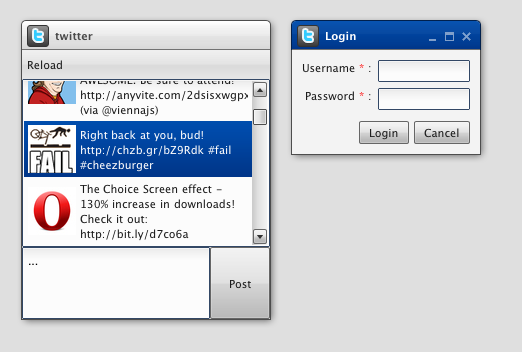 twitter
Reload
AWESOME. Be sure to attend!
http://anyvite.com/2dsisxwgpx
(via @viennajs)
FAIL
Right back at you, bud!
http://chzb.gr/bZ9Rdk #fail
#cheezburger
The Choice Screen effect -
130% increase in downloads!
Check it out:
http://bit.ly/d7co6a
...
Post
Login
Username * :
Password * :
Login
Cancel